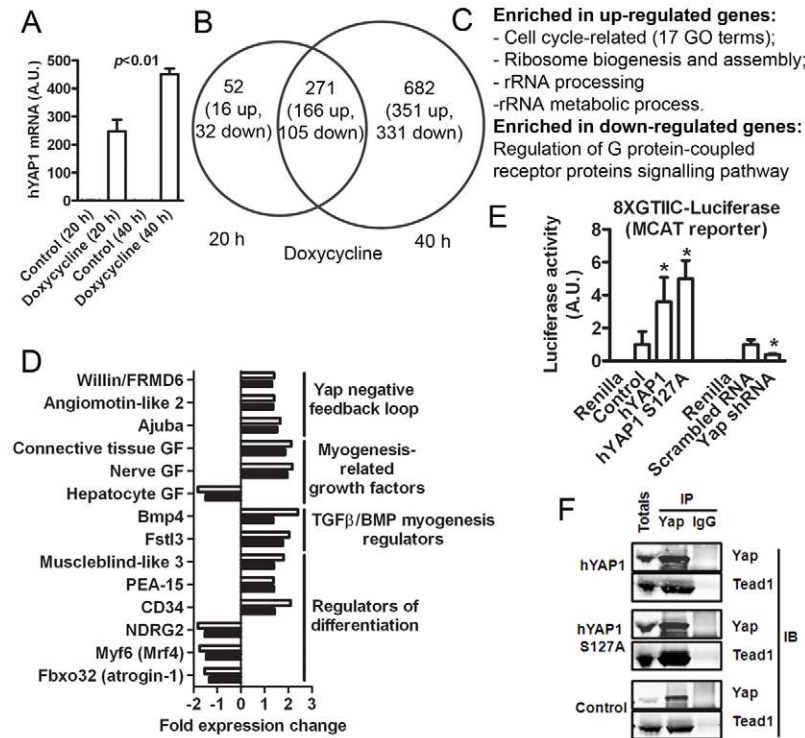 A
hYAP1 mRNA (A.U.)
500
400
300
200
100
0
p<0.01
Control (20 h)
Doxycycline (20 h)
Control (40 h)
Doxycycline (40 h)
B
52
(16 up,
32 down)
271
(166 up,
105 down)
682
(351 up,
331 down)
20 h
Doxycycline
40 h
C
Enriched in up-regulated genes:
- Cell cycle-related (17 GO terms);
- Ribosome biogenesis and assembly;
- rRNA processing
-rRNA metabolic process.
Enriched in down-regulated genes:
Regulation of G protein-coupled
receptor proteins signalling pathway
D
Willin/FRMD6
Angiomotin-like 2
Ajuba
Connective tissue GF
Nerve GF
Hepatocyte GF
Bmp4
Fstl3
Muscleblind-like 3
PEA-15
CD34
NDRG2
Myf6 (Mrf4)
Fbxo32 (atrogin-1)
Yap negative
feedback loop
Myogenesis-
related
growth factors
TGFβ/BMP myogenesis
regulators
Regulators of
differentiation
-2 -1 0 1 2 3
Fold expression change
E
8XGTIIC-Luciferase
(MCAT reporter)
Luciferase activity
(A.U.)
8
6
4
2
0
* * *
Renilla
Control
hYAP1
hYAP1 S127A
Renilla
Scrambled RNA
Yap shRNA
F
Totals
IP
Yap IgG
hYAP1
Yap
Tead1
hYAP1
S127A
Yap
Tead1
Control
Yap
Tead1
IB